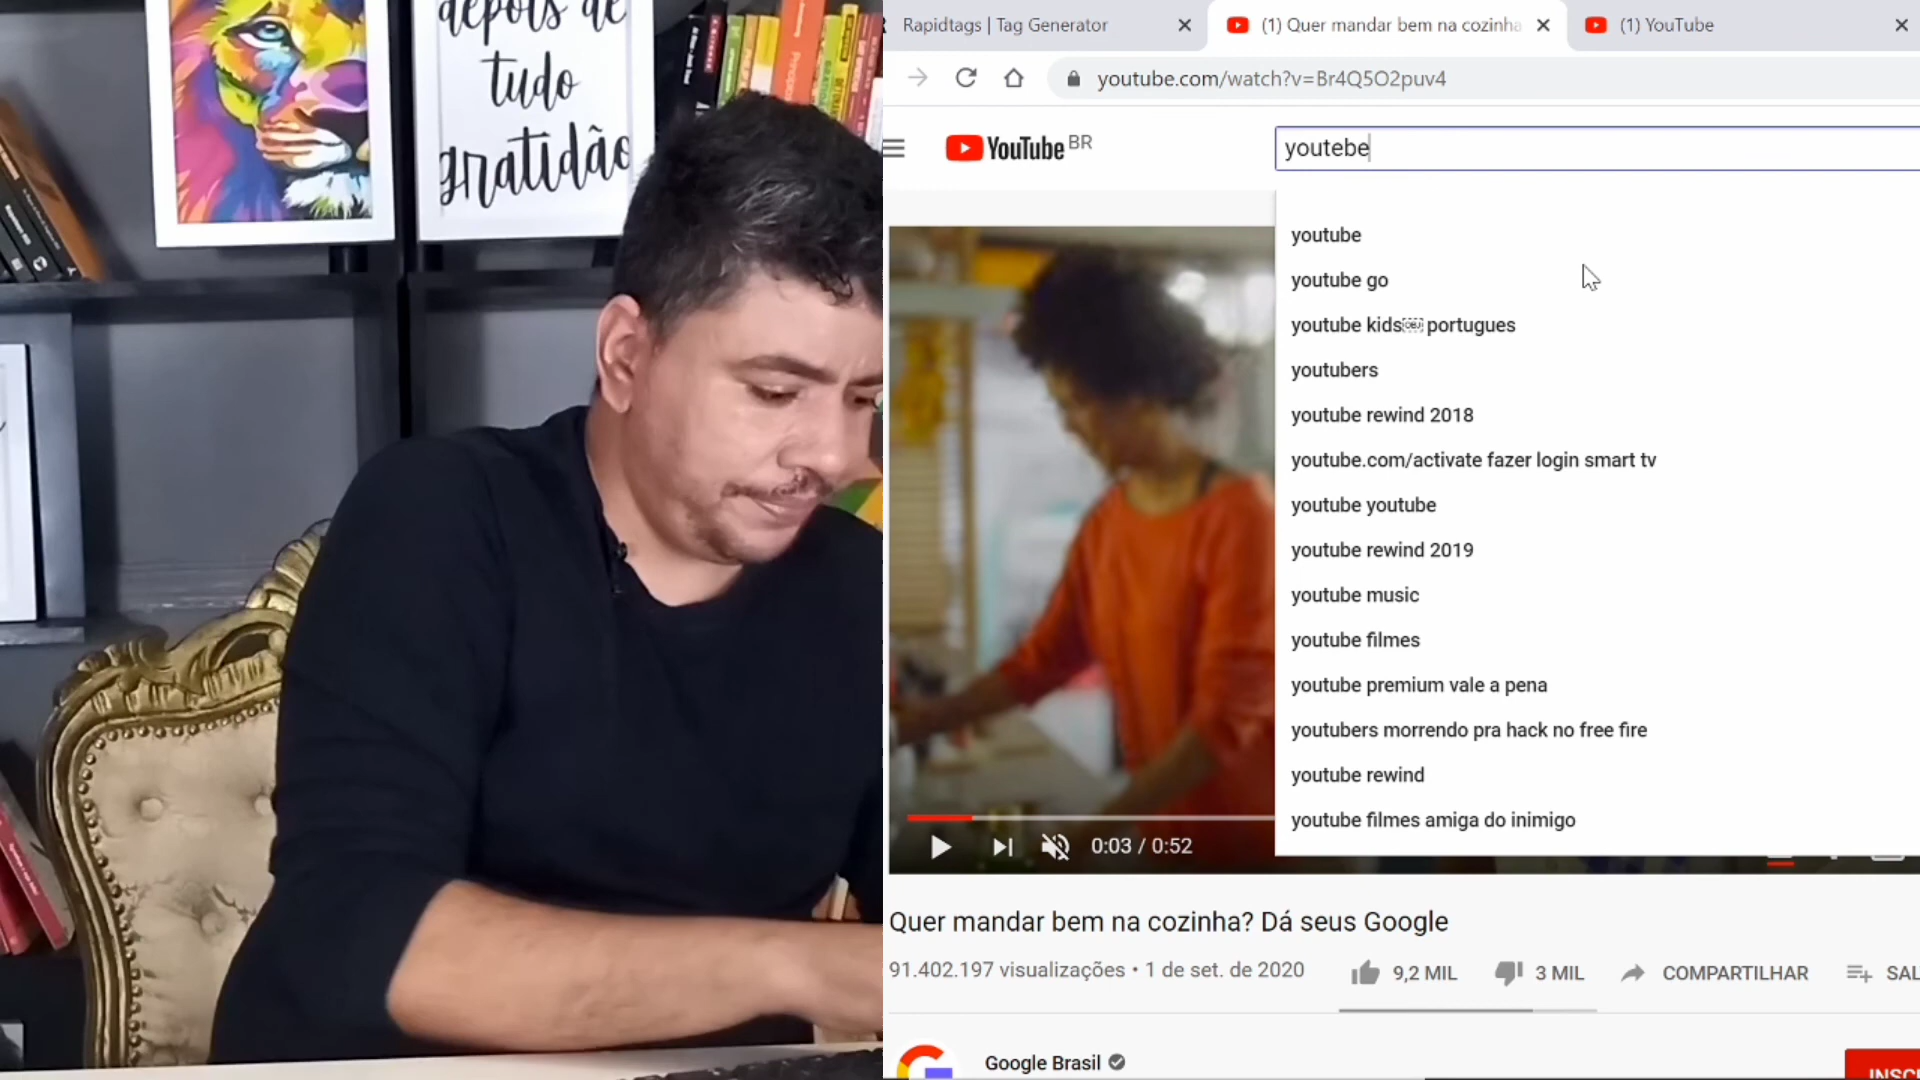 depois de
tudo
gratidão
Rapidtags | Tag Generator
(1) Quer mandar bem na cozinha
(1) YouTube
youtube.com/watch?v=Br4Q5O2puv4
YouTube BR
youtebe
youtube
youtube go
youtube kids￼ portugues
youtubers
youtube rewind 2018
youtube.com/activate fazer login smart tv
youtube youtube
youtube rewind 2019
youtube music
youtube filmes
youtube premium vale a pena
youtubers morrendo pra hack no free fire
youtube rewind
youtube filmes amiga do inimigo
0:03 / 0:52
Quer mandar bem na cozinha? Dá seus Google
91.402.197 visualizações • 1 de set. de 2020
9,2 MIL
3 MIL
COMPARTILHAR
SAL
Google Brasil
INSC